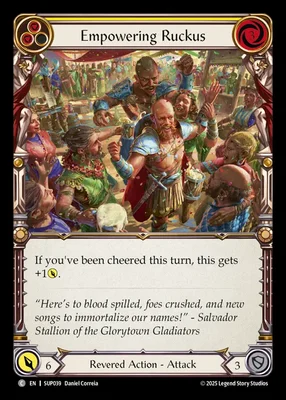 Empowering Ruckus
If you've been cheered this turn, this gets
+1.
“Here's to blood spilled, foes crushed, and new
songs to immortalize our names!” - Salvador
Stallion of the Glorytown Gladiators
6 Revered Action - Attack 3
C EN | SUP039 Daniel Correia © 2025 Legend Story Studios